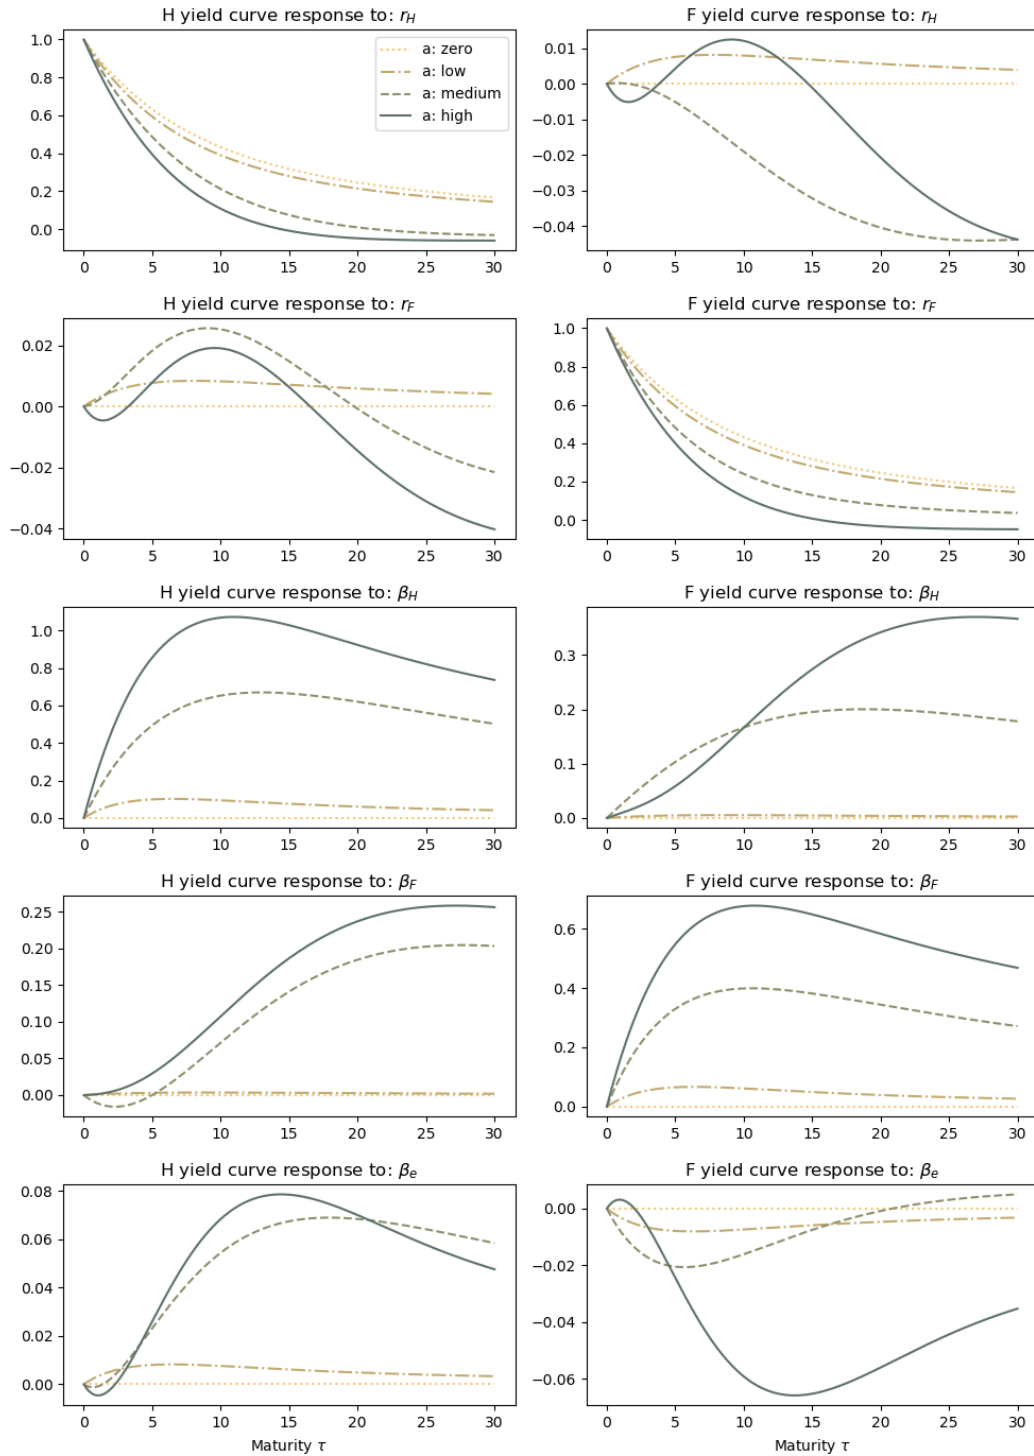 H yield curve response to: r_H
1.0
0.8
0.6
0.4
0.2
0.0
0 5 10 15 20 25 30
a: zero
a: low
a: medium
a: high
F yield curve response to: r_H
0.01
0.00
−0.01
−0.02
−0.03
−0.04
0 5 10 15 20 25 30
H yield curve response to: r_F
0.02
0.00
−0.02
−0.04
0 5 10 15 20 25 30
F yield curve response to: r_F
1.0
0.8
0.6
0.4
0.2
0.0
0 5 10 15 20 25 30
H yield curve response to: β_H
1.0
0.8
0.6
0.4
0.2
0.0
0 5 10 15 20 25 30
F yield curve response to: β_H
0.3
0.2
0.1
0.0
0 5 10 15 20 25 30
H yield curve response to: β_F
0.25
0.20
0.15
0.10
0.05
0.00
0 5 10 15 20 25 30
F yield curve response to: β_F
0.6
0.4
0.2
0.0
0 5 10 15 20 25 30
H yield curve response to: β_e
0.08
0.06
0.04
0.02
0.00
0 5 10 15 20 25 30
Maturity τ
F yield curve response to: β_e
0.00
−0.02
−0.04
−0.06
0 5 10 15 20 25 30
Maturity τ